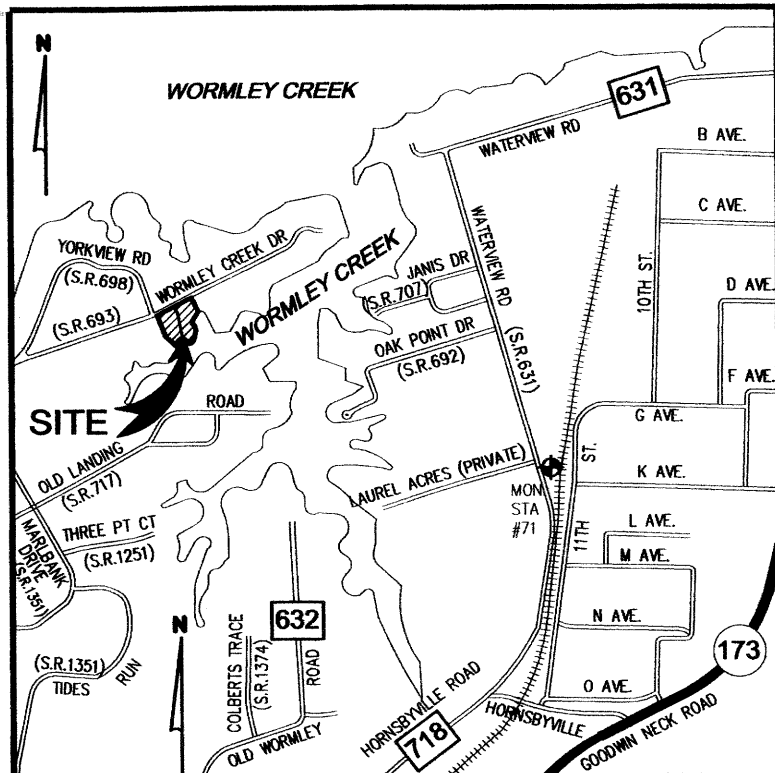 N
WORMLEY CREEK
631
WATERVIEW RD
B AVE.
C AVE.
YORKVIEW RD
(S.R.698)
WORMLEY CREEK DR
(S.R.693)
WORMLEY CREEK
JANIS DR
(S.R.707)
WATERVIEW RD
(S.R.631)
10TH ST.
D AVE.
OAK POINT DR
(S.R.692)
F AVE.
SITE
ROAD
G AVE.
OLD LANDING
(S.R.717)
LAUREL ACRES (PRIVATE)
MON
STA
#71
11TH ST.
K AVE.
L AVE.
M AVE.
MARLBANK
DRIVE
(S.R.1351)
THREE PT CT
(S.R.1251)
N AVE.
N
632
ROAD
COLBERTS TRACE
(S.R.1374)
(S.R.1351)
TIDES RUN
173
O AVE.
OLD WORMLEY
HORNSBYVILLE ROAD
718
HORNSBYVILLE
GOODWIN NECK ROAD